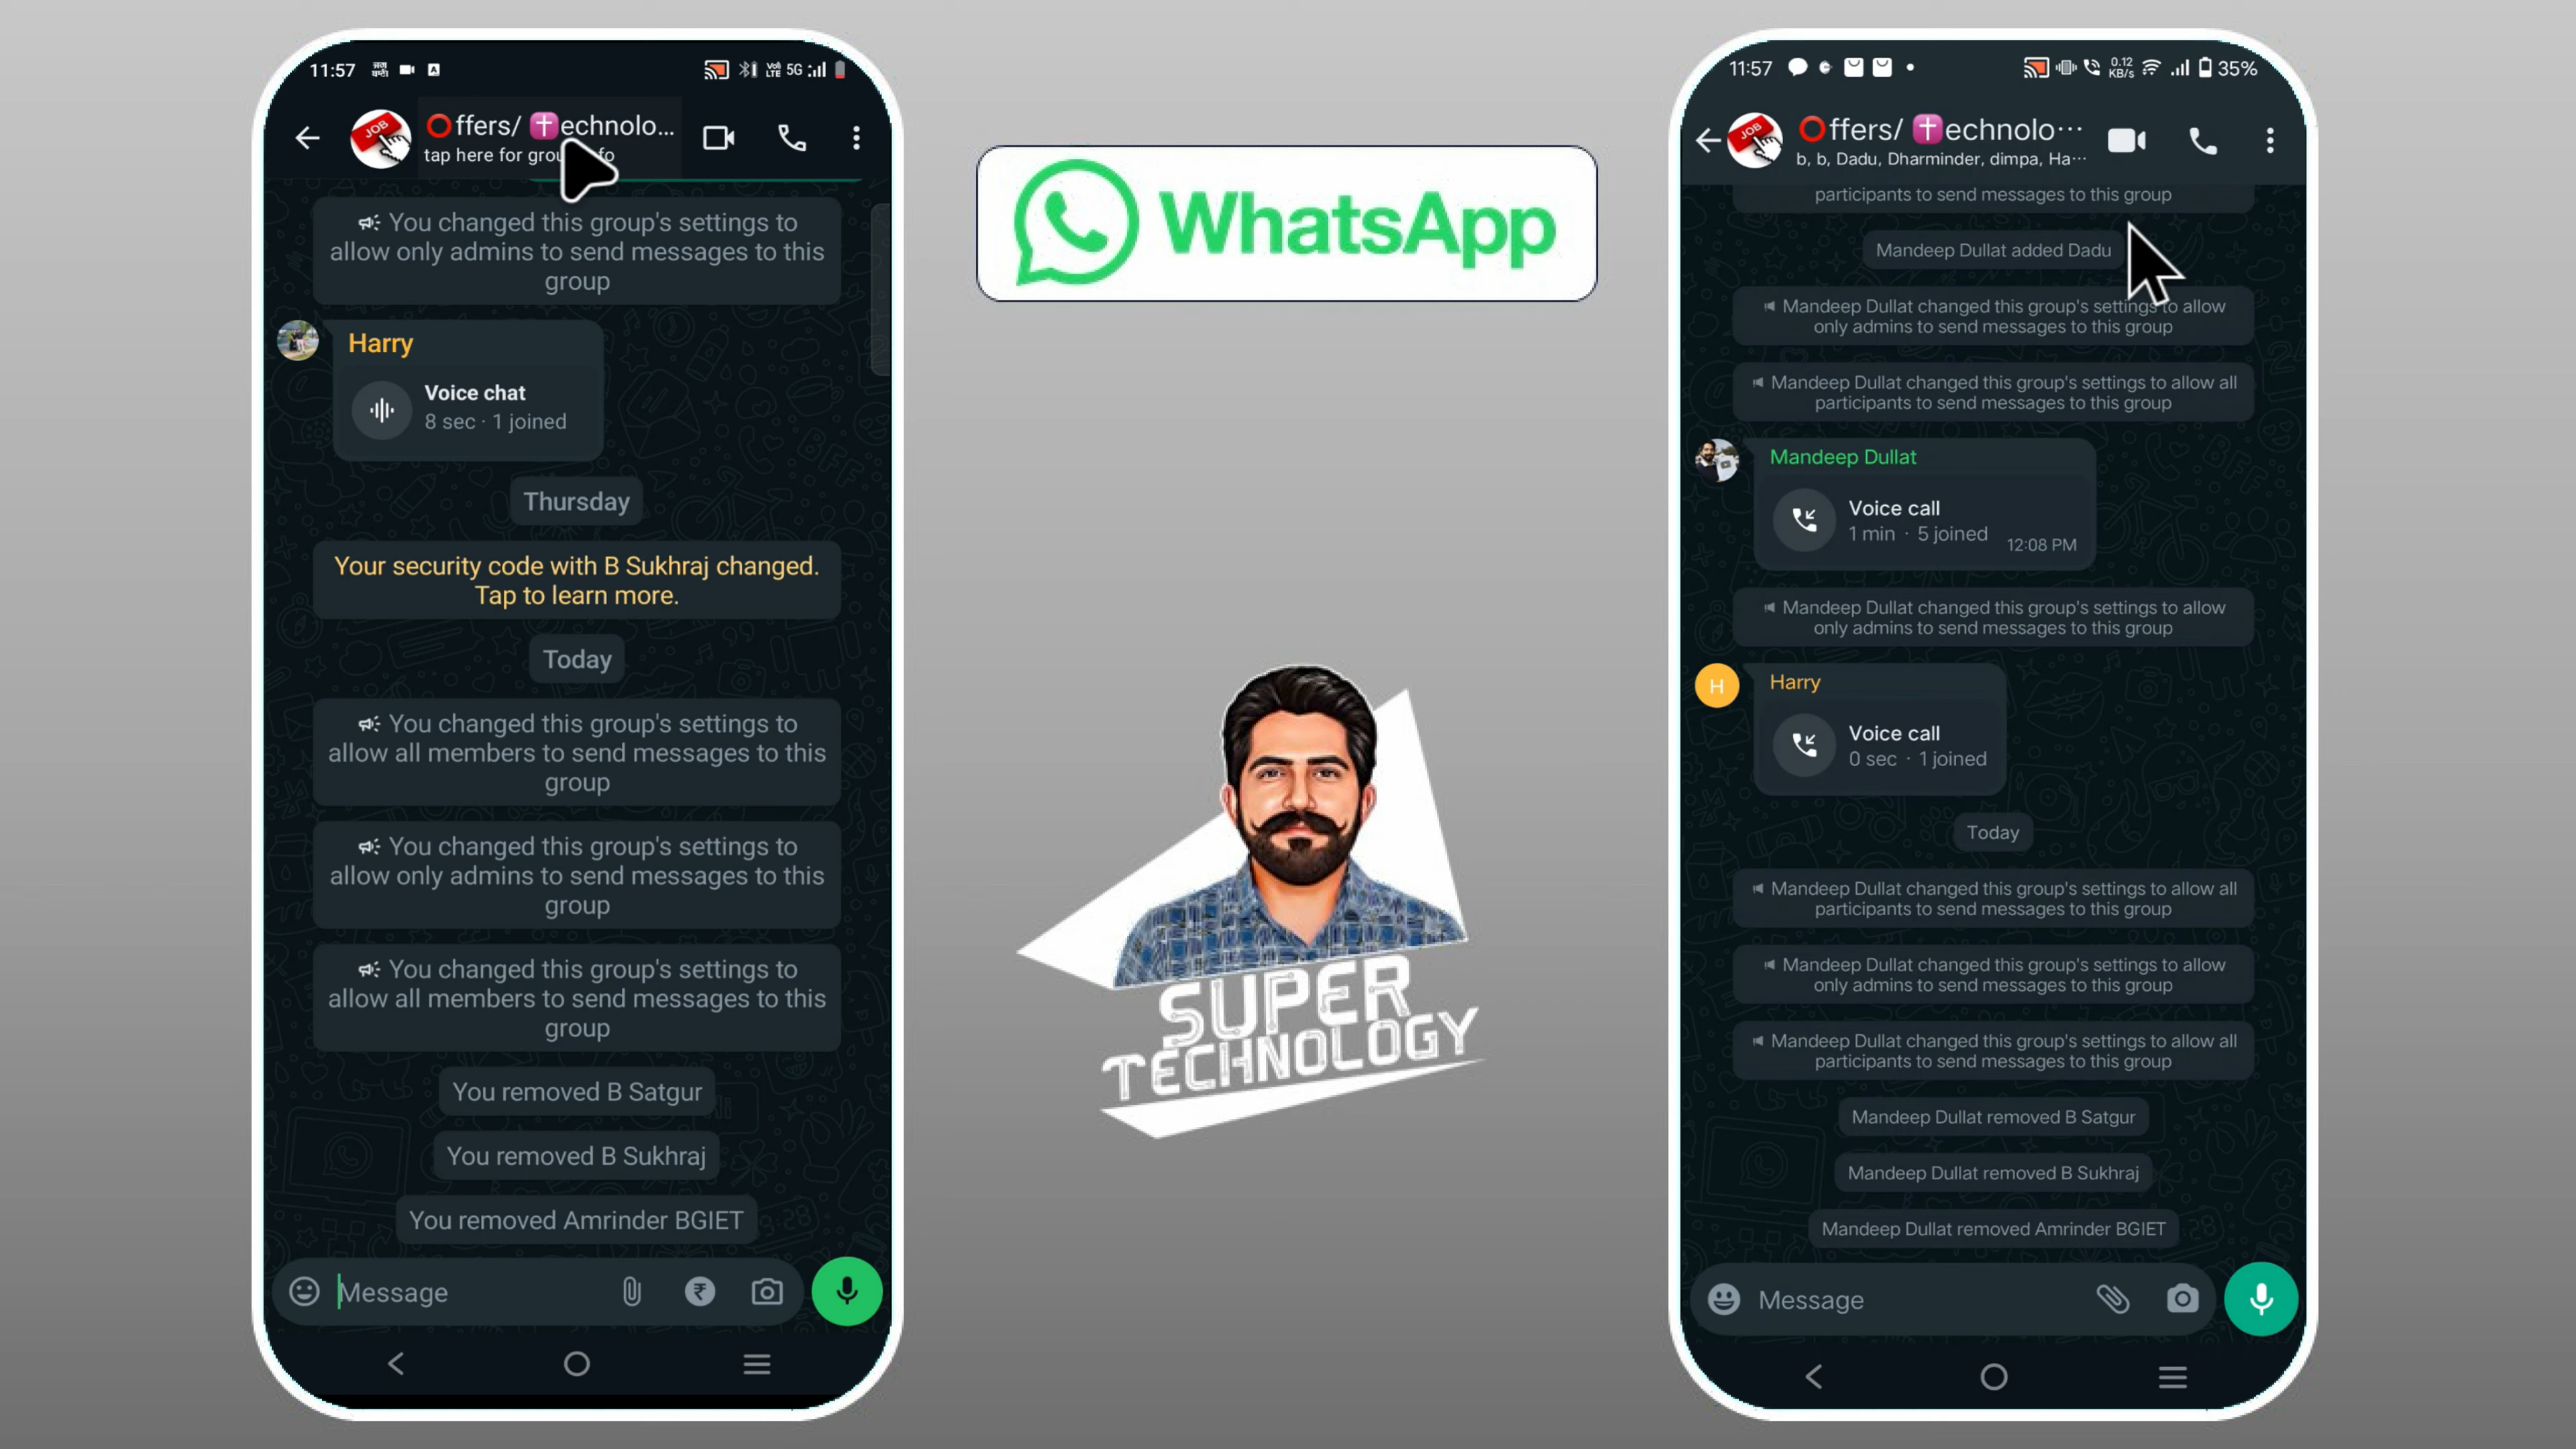 11:57
5G
ffers/ echnolo...
tap here for grou fo
You changed this group's settings to
allow only admins to send messages to this
group
Harry
Voice chat
8 sec · 1 joined
Thursday
Your security code with B Sukhraj changed.
Tap to learn more.
Today
You changed this group's settings to
allow all members to send messages to this
group
You changed this group's settings to
allow only admins to send messages to this
group
You changed this group's settings to
allow all members to send messages to this
group
You removed B Satgur
You removed B Sukhraj
You removed Amrinder BGIET
Message
WhatsApp
SUPER
TECHNOLOGY
11:57
0.12
KB/s
35%
ffers/ echnolo...
b, b, Dadu, Dharminder, dimpa, Ha...
participants to send messages to this group
Mandeep Dullat added Dadu
Mandeep Dullat changed this group's settings to allow
only admins to send messages to this group
Mandeep Dullat changed this group's settings to allow all
participants to send messages to this group
Mandeep Dullat
Voice call
1 min · 5 joined
12:08 PM
Mandeep Dullat changed this group's settings to allow
only admins to send messages to this group
H
Harry
Voice call
0 sec · 1 joined
Today
Mandeep Dullat changed this group's settings to allow all
participants to send messages to this group
Mandeep Dullat changed this group's settings to allow
only admins to send messages to this group
Mandeep Dullat changed this group's settings to allow all
participants to send messages to this group
Mandeep Dullat removed B Satgur
Mandeep Dullat removed B Sukhraj
Mandeep Dullat removed Amrinder BGIET
Message